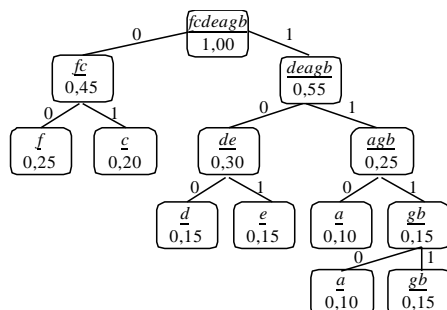 0 fcdeagb 1
1,00
fc deagb
0,45 0,55
0 1 0 1
f c de agb
0,25 0,20 0,30 0,25
0 1 0 1
d e a gb
0,15 0,15 0,10 0,15
0 1
a gb
0,10 0,15